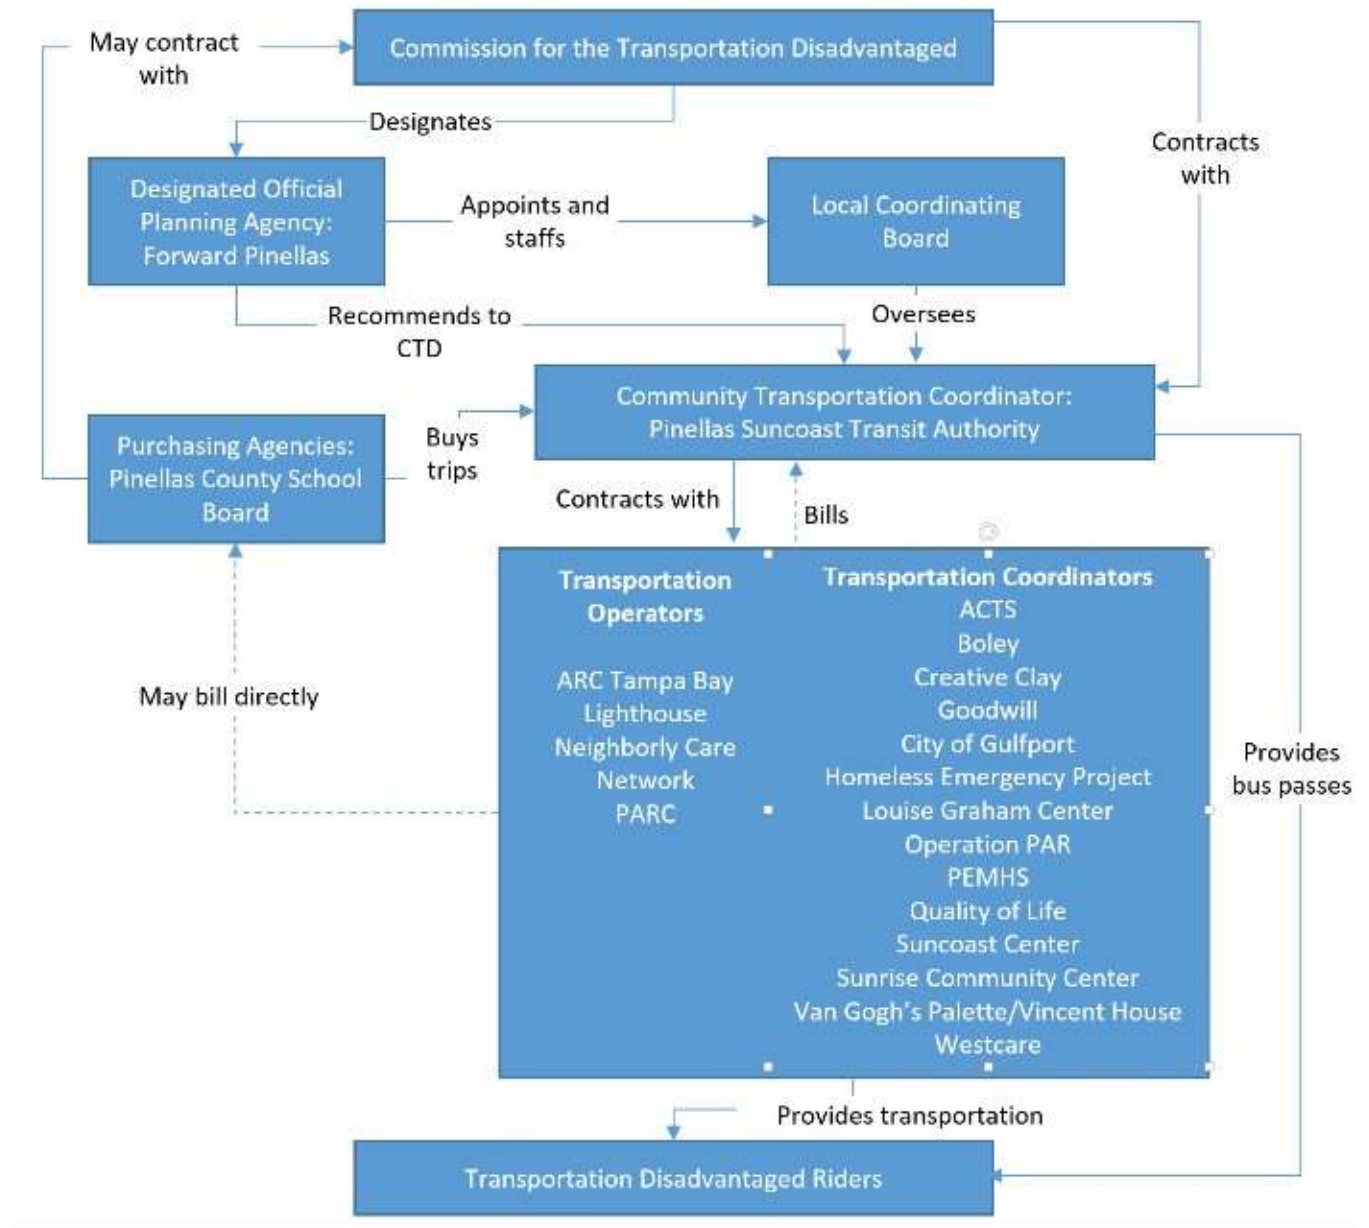 May contract
with
Commission for the Transportation Disadvantaged
Designates
Contracts
with
Designated Official
Planning Agency:
Forward Pinellas
Appoints and
staffs
Local Coordinating
Board
Recommends to
CTD
Oversees
Community Transportation Coordinator:
Pinellas Suncoast Transit Authority
Purchasing Agencies:
Pinellas County School
Board
Buys
trips
Contracts with
Bills
Transportation
Operators
ARC Tampa Bay
Lighthouse
Neighborly Care
Network
PARC
Transportation Coordinators
ACTS
Boley
Creative Clay
Goodwill
City of Gulfport
Homeless Emergency Project
Louise Graham Center
Operation PAR
PEMHS
Quality of Life
Suncoast Center
Sunrise Community Center
Van Gogh's Palette/Vincent House
Westcare
May bill directly
Provides
bus passes
Provides transportation
Transportation Disadvantaged Riders